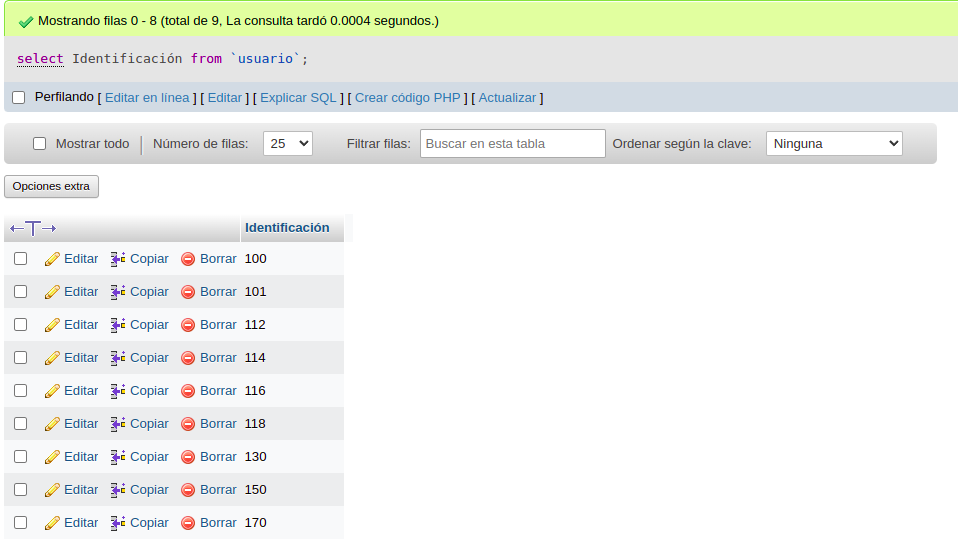 Mostrando filas 0 - 8 (total de 9, La consulta tardó 0.0004 segundos.)
select Identificación from `usuario`;
Perfilando [ Editar en línea ] [ Editar ] [ Explicar SQL ] [ Crear código PHP ] [ Actualizar ]
Mostrar todo Número de filas: 25 Filtrar filas: Buscar en esta tabla Ordenar según la clave: Ninguna
Opciones extra
←T→ Identificación
Editar Copiar Borrar 100
Editar Copiar Borrar 101
Editar Copiar Borrar 112
Editar Copiar Borrar 114
Editar Copiar Borrar 116
Editar Copiar Borrar 118
Editar Copiar Borrar 130
Editar Copiar Borrar 150
Editar Copiar Borrar 170